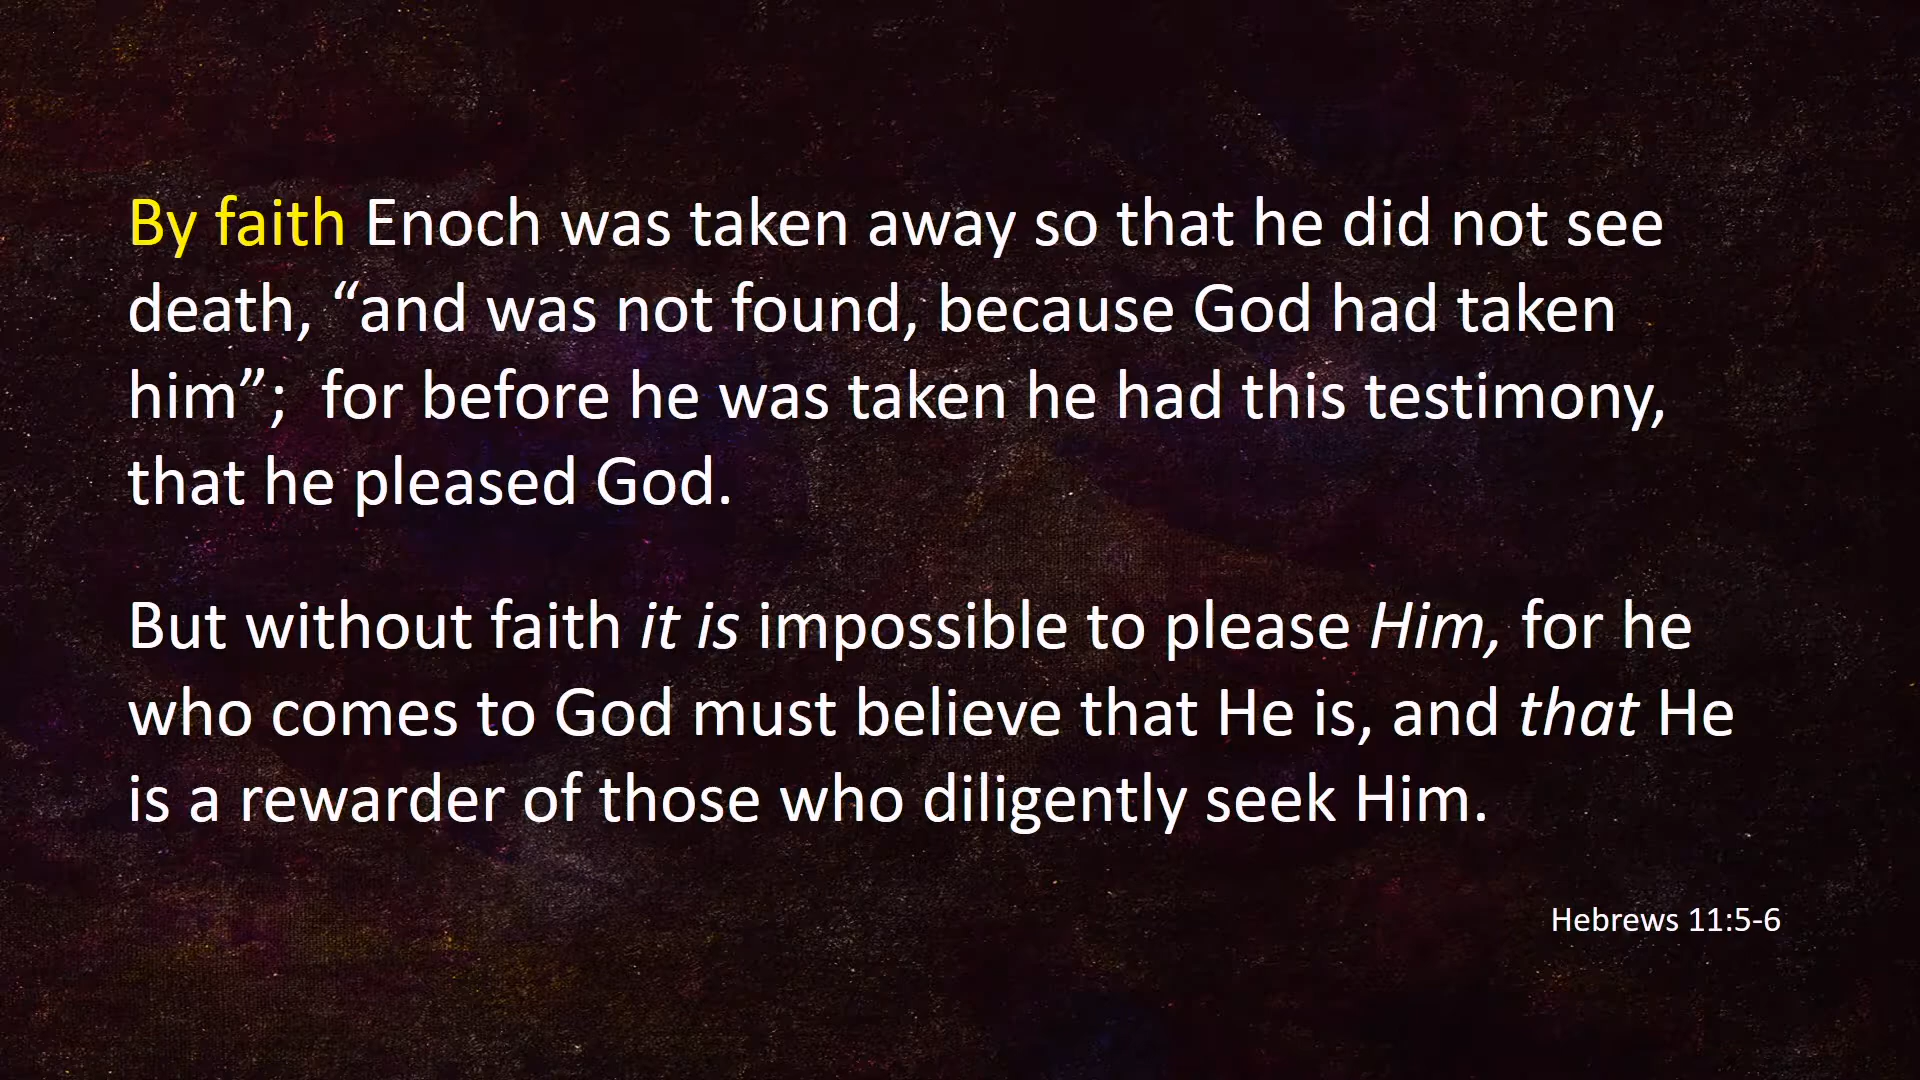 By faith Enoch was taken away so that he did not see
death, “and was not found, because God had taken
him”;  for before he was taken he had this testimony,
that he pleased God.
But without faith it is impossible to please Him, for he
who comes to God must believe that He is, and that He
is a rewarder of those who diligently seek Him.
Hebrews 11:5-6